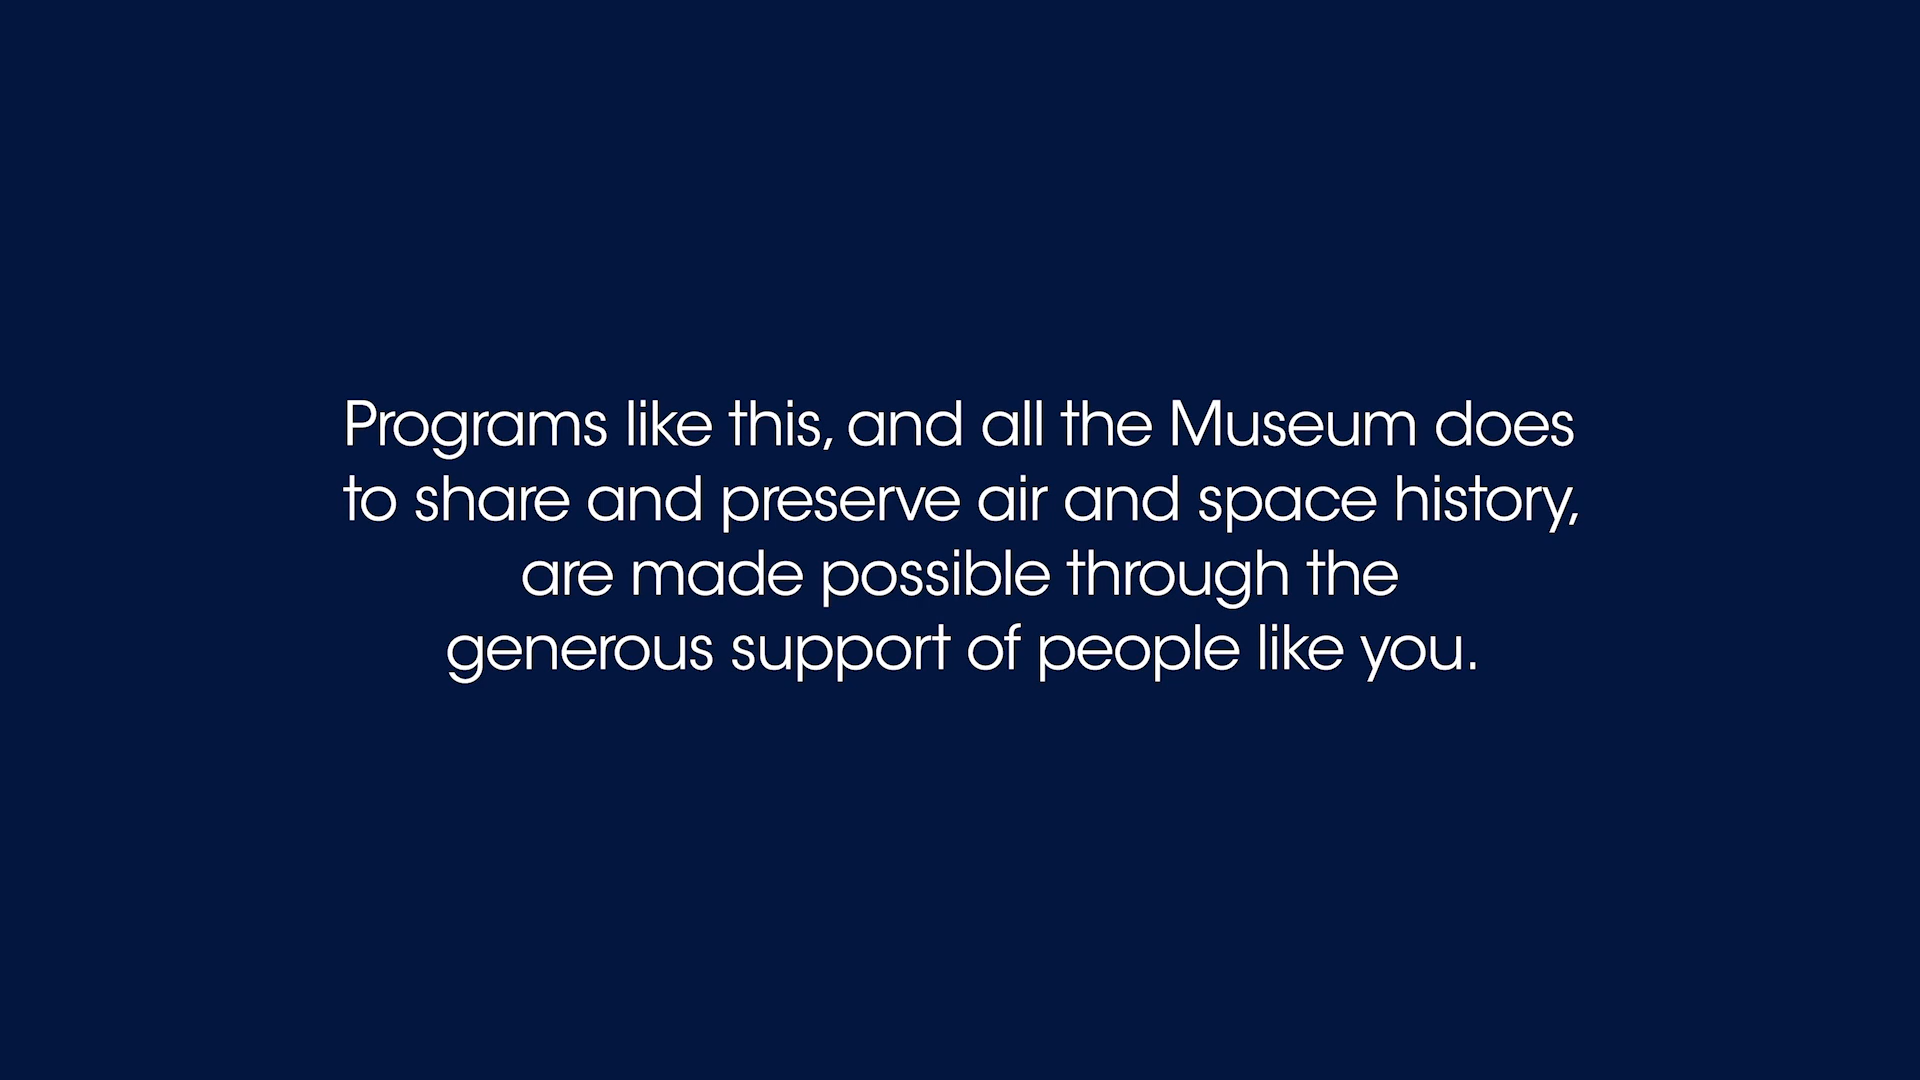 Programs like this, and all the Museum does
to share and preserve air and space history,
are made possible through the
generous support of people like you.